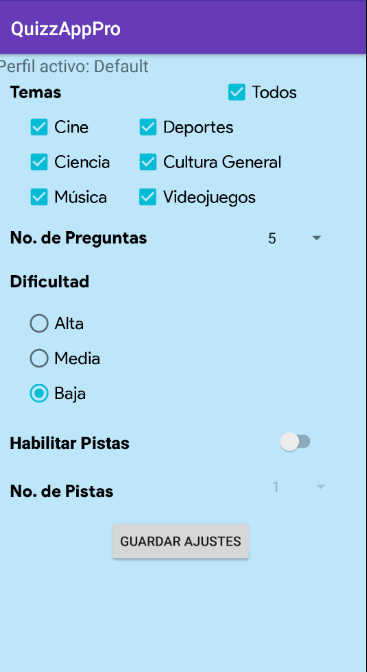 QuizzAppPro
Perfil activo: Default
Temas Todos
Cine Deportes
Ciencia Cultura General
Música Videojuegos
No. de Preguntas 5
Dificultad
Alta
Media
Baja
Habilitar Pistas
No. de Pistas 1
GUARDAR AJUSTES